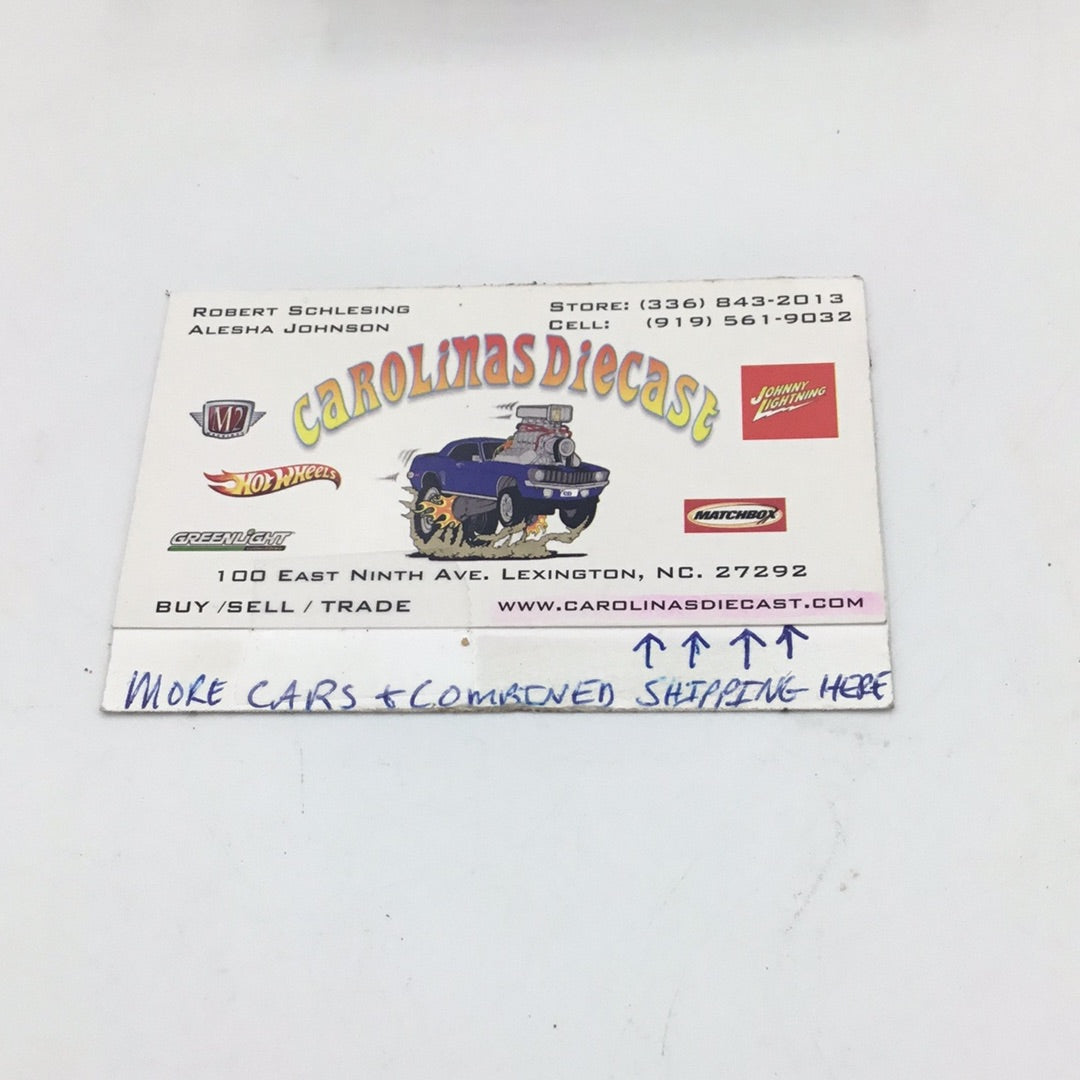 ROBERT SCHLESING
ALESHA JOHNSON
STORE: (336) 843-2013
CELL: (919) 561-9032
CAROLINAS DIECAST
M2
HOT WHEELS
GREENLIGHT
JOHNNY
LIGHTNING
MATCHBOX
100 EAST NINTH AVE. LEXINGTON, NC. 27292
BUY /SELL / TRADE
WWW.CAROLINASDIECAST.COM
↑ ↑ ↑ ↑
MORE CARS + COMBINED SHIPPING HERE